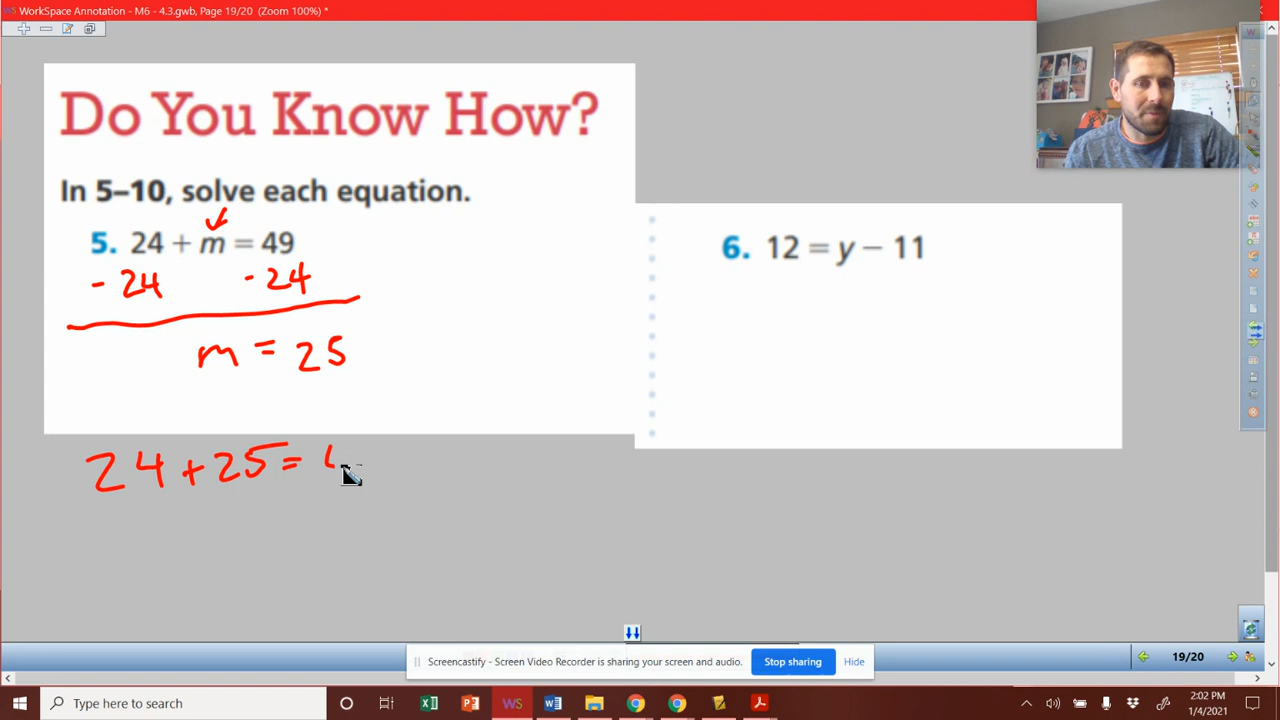 WorkSpace Annotation - M6 - 4.3.gwb, Page 19/20 (Zoom 100%) *
Do You Know How?
In 5–10, solve each equation.
5. 24 + m = 49
- 24 - 24
m = 25
24 + 25 =
6. 12 = y − 11
19/20
Screencastify - Screen Video Recorder is sharing your screen and audio.
Stop sharing
Hide
Type here to search
2:02 PM
1/4/2021